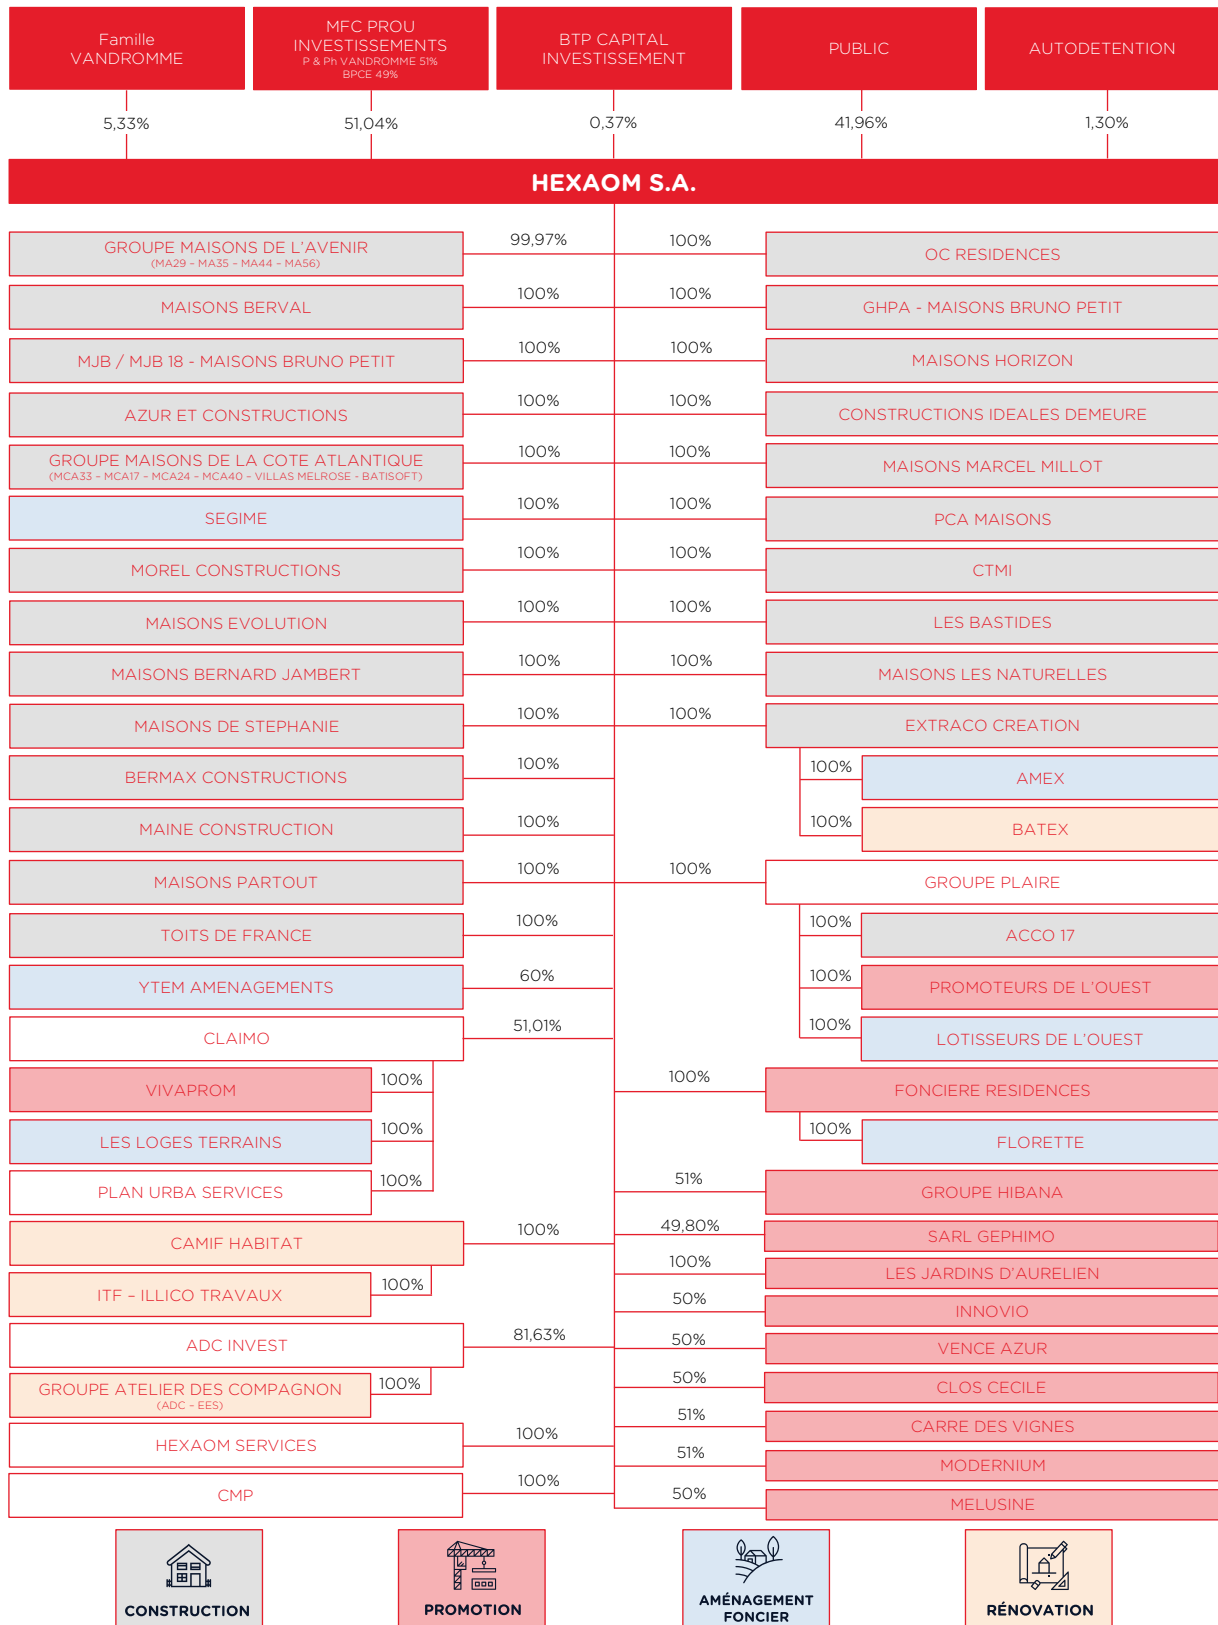 Famille
VANDROMME
MFC PROU
INVESTISSEMENTS
P & Ph VANDROMME 51%
BPCE 49%
BTP CAPITAL
INVESTISSEMENT
PUBLIC
AUTODETENTION
5,33%
51,04%
0,37%
41,96%
1,30%
HEXAOM S.A.
GROUPE MAISONS DE L'AVENIR
(MA29 – MA35 – MA44 – MA56)
99,97%
100%
OC RESIDENCES
MAISONS BERVAL
100%
100%
GHPA - MAISONS BRUNO PETIT
MJB / MJB 18 - MAISONS BRUNO PETIT
100%
100%
MAISONS HORIZON
AZUR ET CONSTRUCTIONS
100%
100%
CONSTRUCTIONS IDEALES DEMEURE
GROUPE MAISONS DE LA COTE ATLANTIQUE
(MCA33 – MCA17 – MCA24 – MCA40 – VILLAS MELROSE - BATISOFT)
100%
100%
MAISONS MARCEL MILLOT
SEGIME
100%
100%
PCA MAISONS
MOREL CONSTRUCTIONS
100%
100%
CTMI
MAISONS EVOLUTION
100%
100%
LES BASTIDES
MAISONS BERNARD JAMBERT
100%
100%
MAISONS LES NATURELLES
MAISONS DE STEPHANIE
100%
100%
EXTRACO CREATION
BERMAX CONSTRUCTIONS
100%
100%
AMEX
MAINE CONSTRUCTION
100%
100%
BATEX
MAISONS PARTOUT
100%
100%
GROUPE PLAIRE
TOITS DE FRANCE
100%
100%
ACCO 17
YTEM AMENAGEMENTS
60%
100%
PROMOTEURS DE L'OUEST
CLAIMO
51,01%
100%
LOTISSEURS DE L'OUEST
VIVAPROM
100%
100%
FONCIERE RESIDENCES
LES LOGES TERRAINS
100%
100%
FLORETTE
PLAN URBA SERVICES
100%
51%
GROUPE HIBANA
CAMIF HABITAT
100%
49,80%
SARL GEPHIMO
100%
LES JARDINS D'AURELIEN
ITF – ILLICO TRAVAUX
100%
50%
INNOVIO
ADC INVEST
81,63%
50%
VENCE AZUR
GROUPE ATELIER DES COMPAGNON
(ADC – EES)
100%
50%
CLOS CECILE
51%
CARRE DES VIGNES
HEXAOM SERVICES
100%
51%
MODERNIUM
CMP
100%
50%
MELUSINE
CONSTRUCTION
PROMOTION
AMÉNAGEMENT
FONCIER
RÉNOVATION